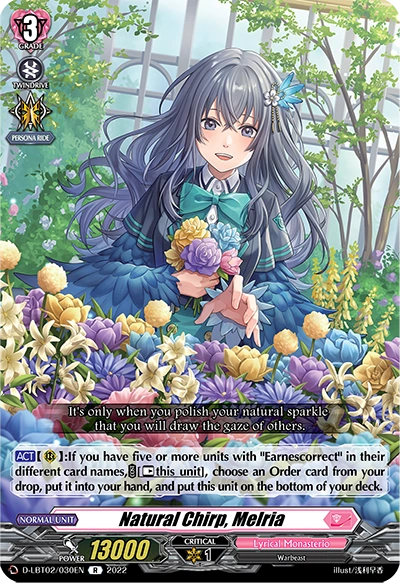 3
GRADE
TWINDRIVE
PERSONA RIDE
It's only when you polish your natural sparkle
that you will draw the gaze of others.
ACT【 】:If you have five or more units with "Earnescorrect" in their
different card names, [ this unit], choose an Order card from your
drop, put it into your hand, and put this unit on the bottom of your deck.
NORMAL UNIT
Natural Chirp, Melria
POWER 13000
CRITICAL
1
Lyrical Monasterio
Warbeast
D-LBT02/030EN R 2022
illust/浅利早香